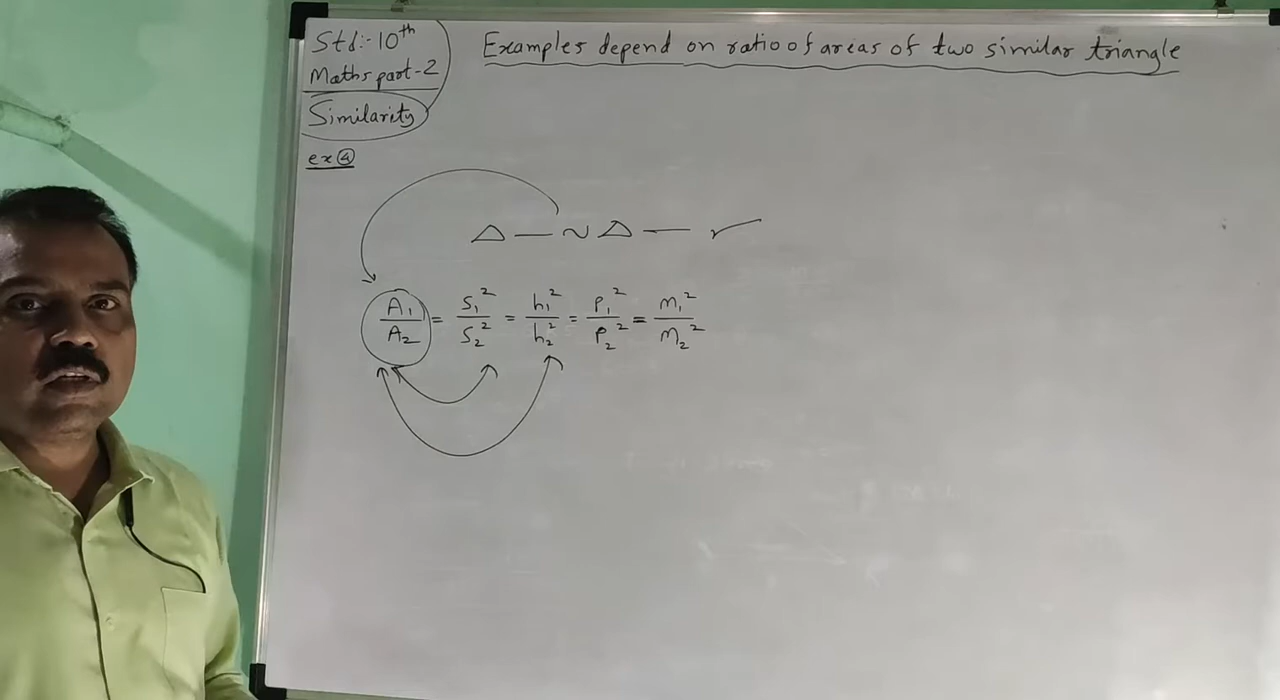 Std:- 10th
Maths part-2
Similarity
Examples depend on ratio of areas of two similar triangle
ex ④
△ — ~ △ — ✓
A₁/A₂ = S₁²/S₂² = h₁²/h₂² = P₁²/P₂² = m₁²/m₂²